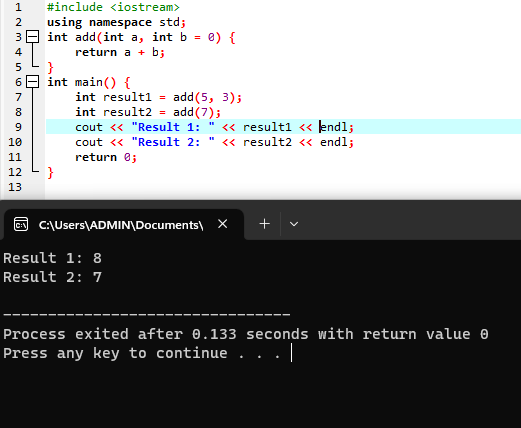 1 #include <iostream>
2 using namespace std;
3 int add(int a, int b = 0) {
4 return a + b;
5 }
6 int main() {
7 int result1 = add(5, 3);
8 int result2 = add(7);
9 cout << "Result 1: " << result1 << endl;
10 cout << "Result 2: " << result2 << endl;
11 return 0;
12 }
13
C:\Users\ADMIN\Documents\
Result 1: 8
Result 2: 7
--------------------------------
Process exited after 0.133 seconds with return value 0
Press any key to continue . . .